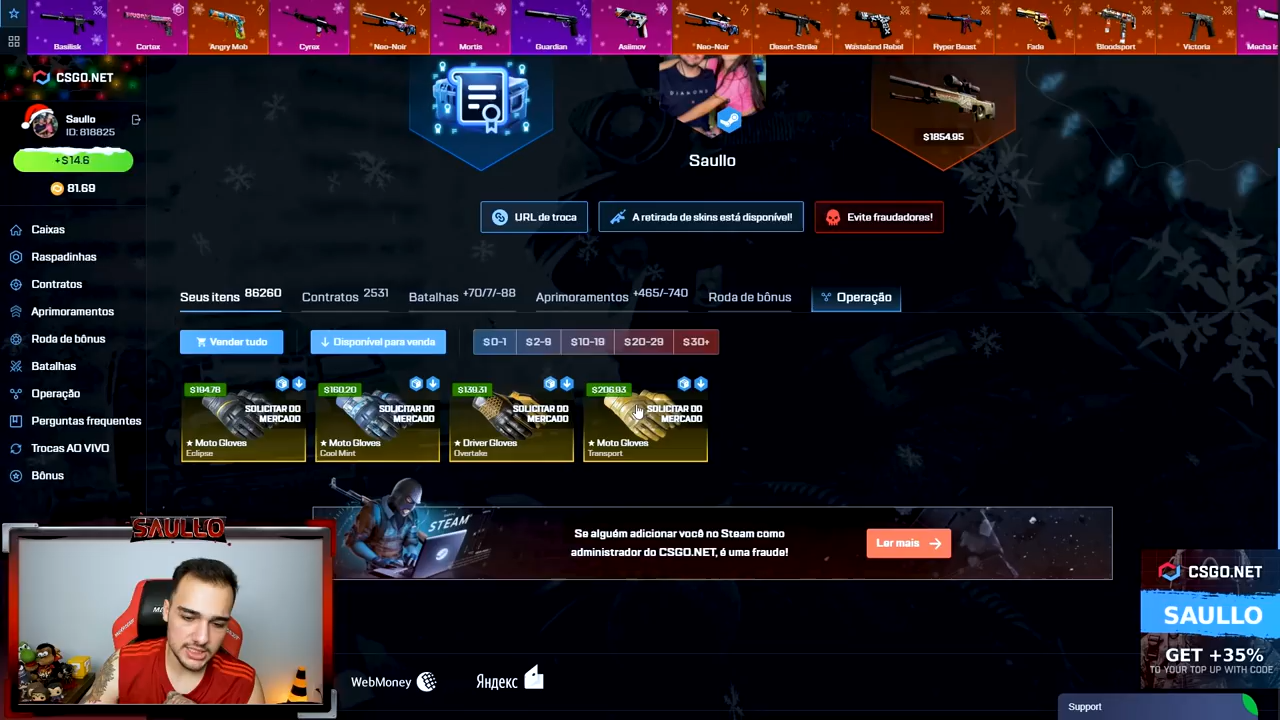 Basilisk
Cortex
Angry Mob
Cyrex
Neo-Noir
Mortis
Guardian
Asiimov
Neo-Noir
Desert-Strike
Wasteland Rebel
Hyper Beast
Fade
Bloodsport
Victoria
Mecha In
CSGO.NET
Saullo
ID: 818825
+$14.6
81.69
Caixas
Raspadinhas
Contratos
Aprimoramentos
Roda de bônus
Batalhas
Operação
Perguntas frequentes
Trocas AO VIVO
Bônus
DIAMOND
$1854.95
Saullo
URL de troca
A retirada de skins está disponível!
Evite fraudadores!
Seus itens 86260
Contratos 2531
Batalhas +70/7/-88
Aprimoramentos +465/-740
Roda de bônus
Operação
Vender tudo
Disponível para venda
$0-1
$2-9
$10-19
$20-29
$30+
$194.78
SOLICITAR DO
MERCADO
★ Moto Gloves
Eclipse
$160.20
SOLICITAR DO
MERCADO
★ Moto Gloves
Cool Mint
$139.31
SOLICITAR DO
MERCADO
★ Driver Gloves
Overtake
$206.93
SOLICITAR DO
MERCADO
★ Moto Gloves
Transport
STEAM
Se alguém adicionar você no Steam como
administrador do CSGO.NET, é uma fraude!
Ler mais
SAULLO
WebMoney
Яндекс
CSGO.NET
SAULLO
GET +35%
TO YOUR TOP UP WITH CODE
Support